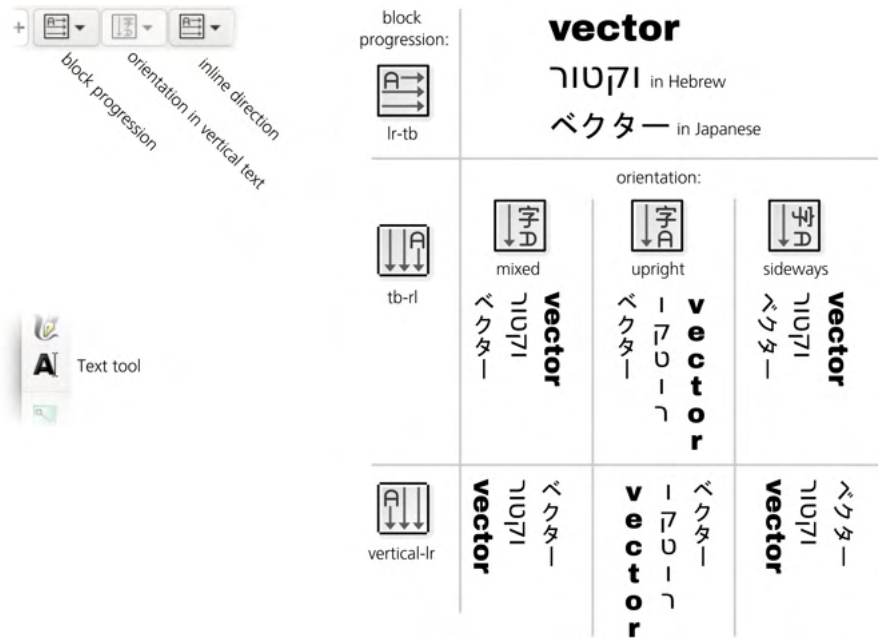 block progression
orientation in vertical text
inline direction
Text tool
block
progression:
lr-tb
vector
וקטור in Hebrew
ベクター in Japanese
orientation:
tb-rl
mixed
upright
sideways
vector
וקטור
ベクター
vector
וקטור
ベクター
vector
וקטור
ベクター
vertical-lr
vector
וקטור
ベクター
vector
וקטור
ベクター
vector
וקטור
ベクター